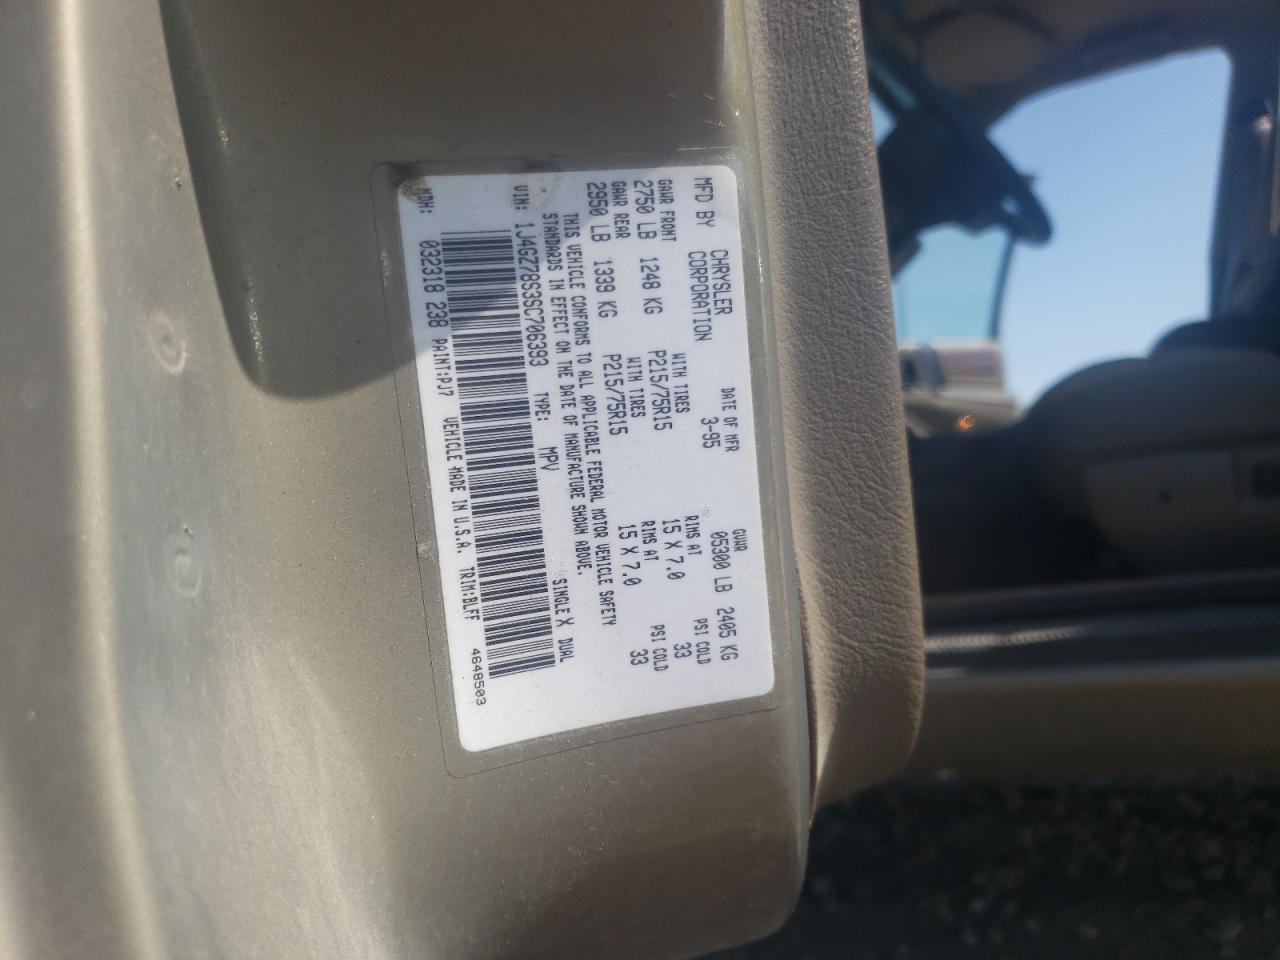 MFD BY CHRYSLER CORPORATION DATE OF MFR 3-95 GVWR 05300 LB 2405 KG
GAWR FRONT WITH TIRES RIMS AT PSI COLD
2750 LB 1248 KG P215/75R15 15 X 7.0 33
GAWR REAR WITH TIRES RIMS AT PSI COLD
2950 LB 1339 KG P215/75R15 15 X 7.0 33
THIS VEHICLE CONFORMS TO ALL APPLICABLE FEDERAL MOTOR VEHICLE SAFETY
STANDARDS IN EFFECT ON THE DATE OF MANUFACTURE SHOWN ABOVE.
VIN: 1J4GZ78S3SC706393 TYPE: MPV SINGLE X DUAL
MDH: 032318 238 PAINT:PJ7 VEHICLE MADE IN U.S.A. TRIM:BLFF 4648503